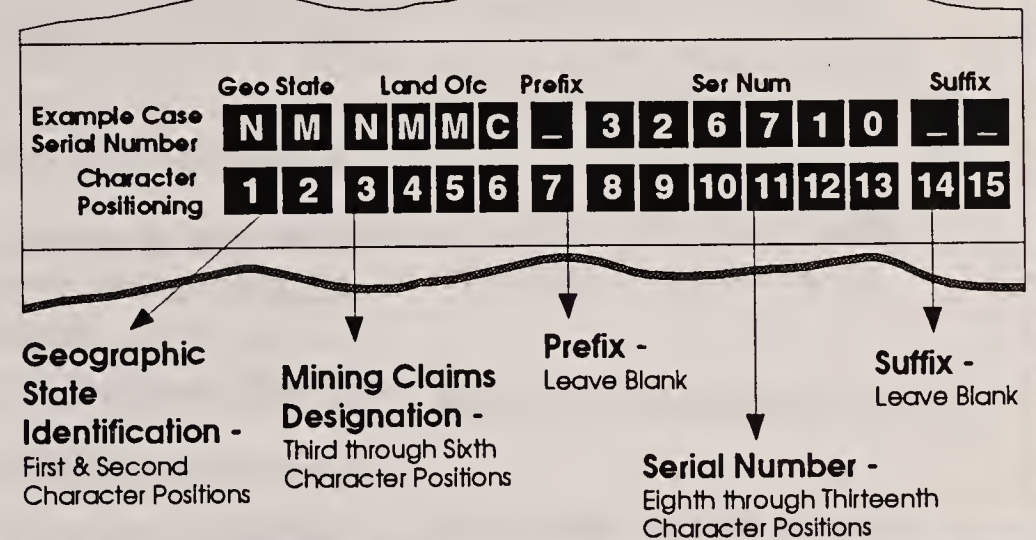 Geo State Land Ofc Prefix Ser Num Suffix
Example Case
Serial Number
N M N M M C _ 3 2 6 7 1 0 _ _
Character
Positioning
1 2 3 4 5 6 7 8 9 10 11 12 13 14 15
Geographic
State
Identification -
First & Second
Character Positions
Mining Claims
Designation -
Third through Sixth
Character Positions
Prefix -
Leave Blank
Serial Number -
Eighth through Thirteenth
Character Positions
Suffix -
Leave Blank